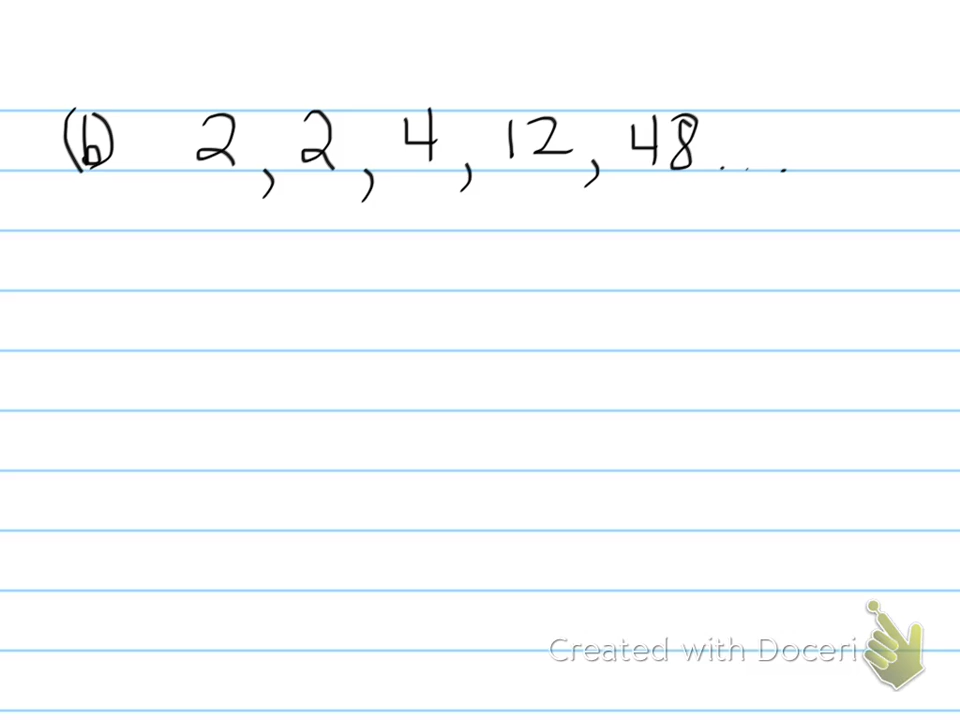 (b) 2, 2, 4, 12, 48....
Created with Doceri